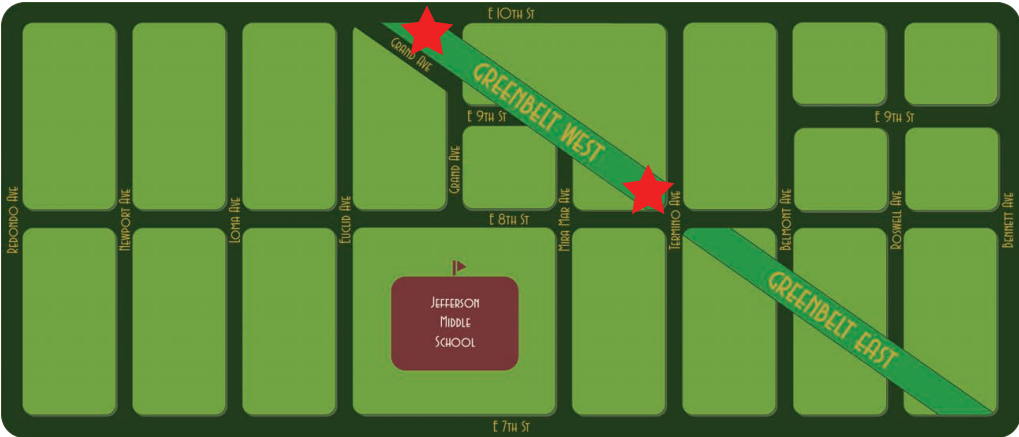 E 10TH ST
GRAND AVE
GREENBELT WEST
E 9TH ST
E 9TH ST
GRAND AVE
REDONDO AVE
NEWPORT AVE
LOMA AVE
EUCLID AVE
MIRA MAR AVE
TERMINO AVE
BELMONT AVE
ROSWELL AVE
BENNETT AVE
E 8TH ST
JEFFERSON
MIDDLE
SCHOOL
GREENBELT EAST
E 7TH ST